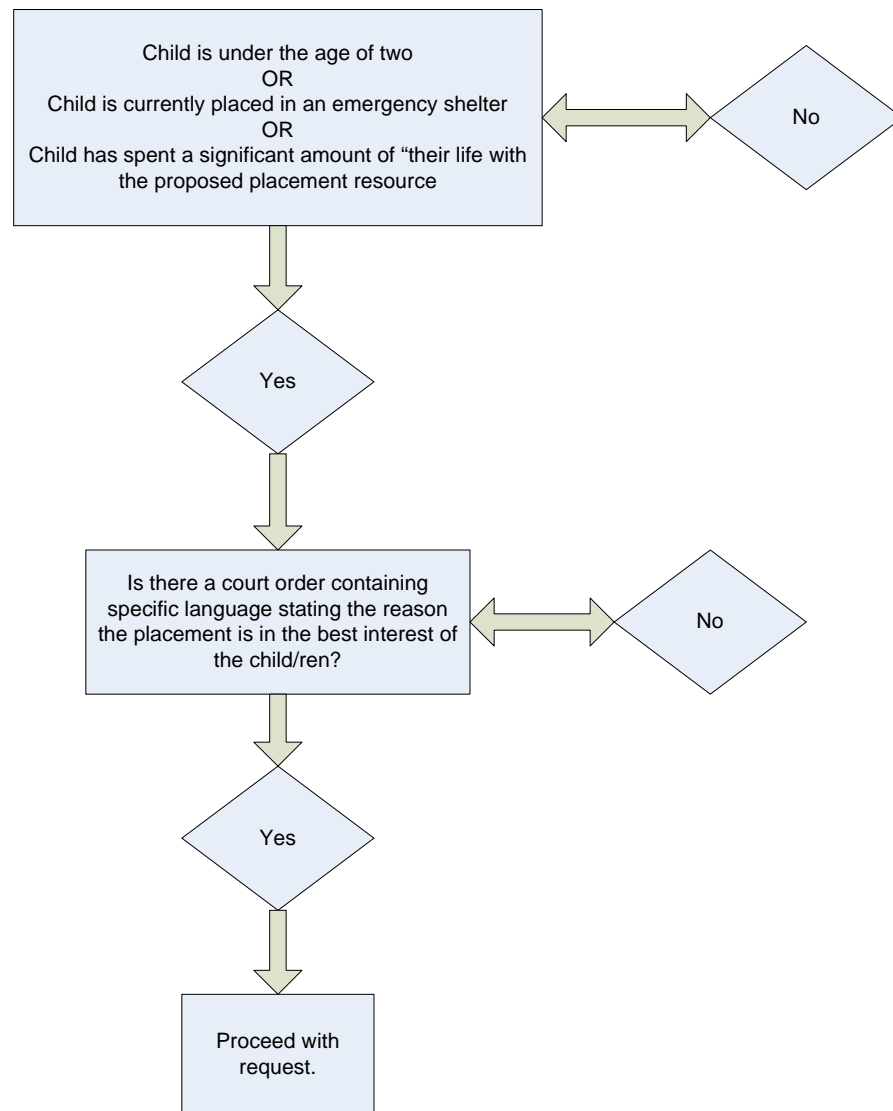 Child is under the age of two
OR
Child is currently placed in an emergency shelter
OR
Child has spent a significant amount of “their life with
the proposed placement resource
No
Yes
Is there a court order containing
specific language stating the reason
the placement is in the best interest of
the child/ren?
No
Yes
Proceed with
request.